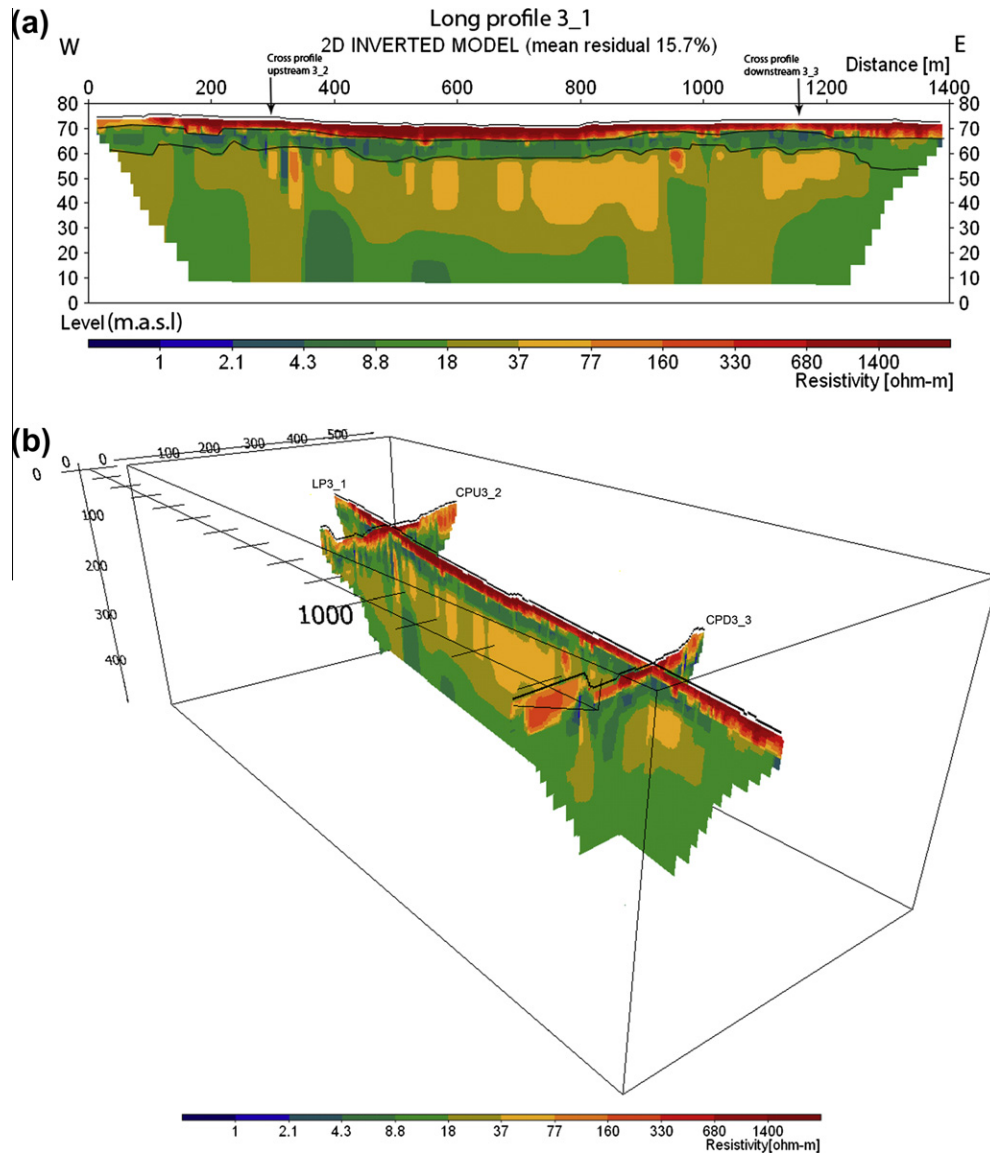 (a)
Long profile 3_1
W
2D INVERTED MODEL (mean residual 15.7%)
E
Cross profile
upstream 3_2
Cross profile
downstream 3_3
Distance [m]
0 200 400 600 800 1000 1200 1400
80 80
70 70
60 60
50 50
40 40
30 30
20 20
10 10
0 0
Level (m.a.s.l)
1 2.1 4.3 8.8 18 37 77 160 330 680 1400
Resistivity [ohm-m]
(b)
0 0 0 100 200 300 400 500
LP3_1
CPU3_2
100
200
1000
300
CPD3_3
400
1 2.1 4.3 8.8 18 37 77 160 330 680 1400
Resistivity[ohm-m]